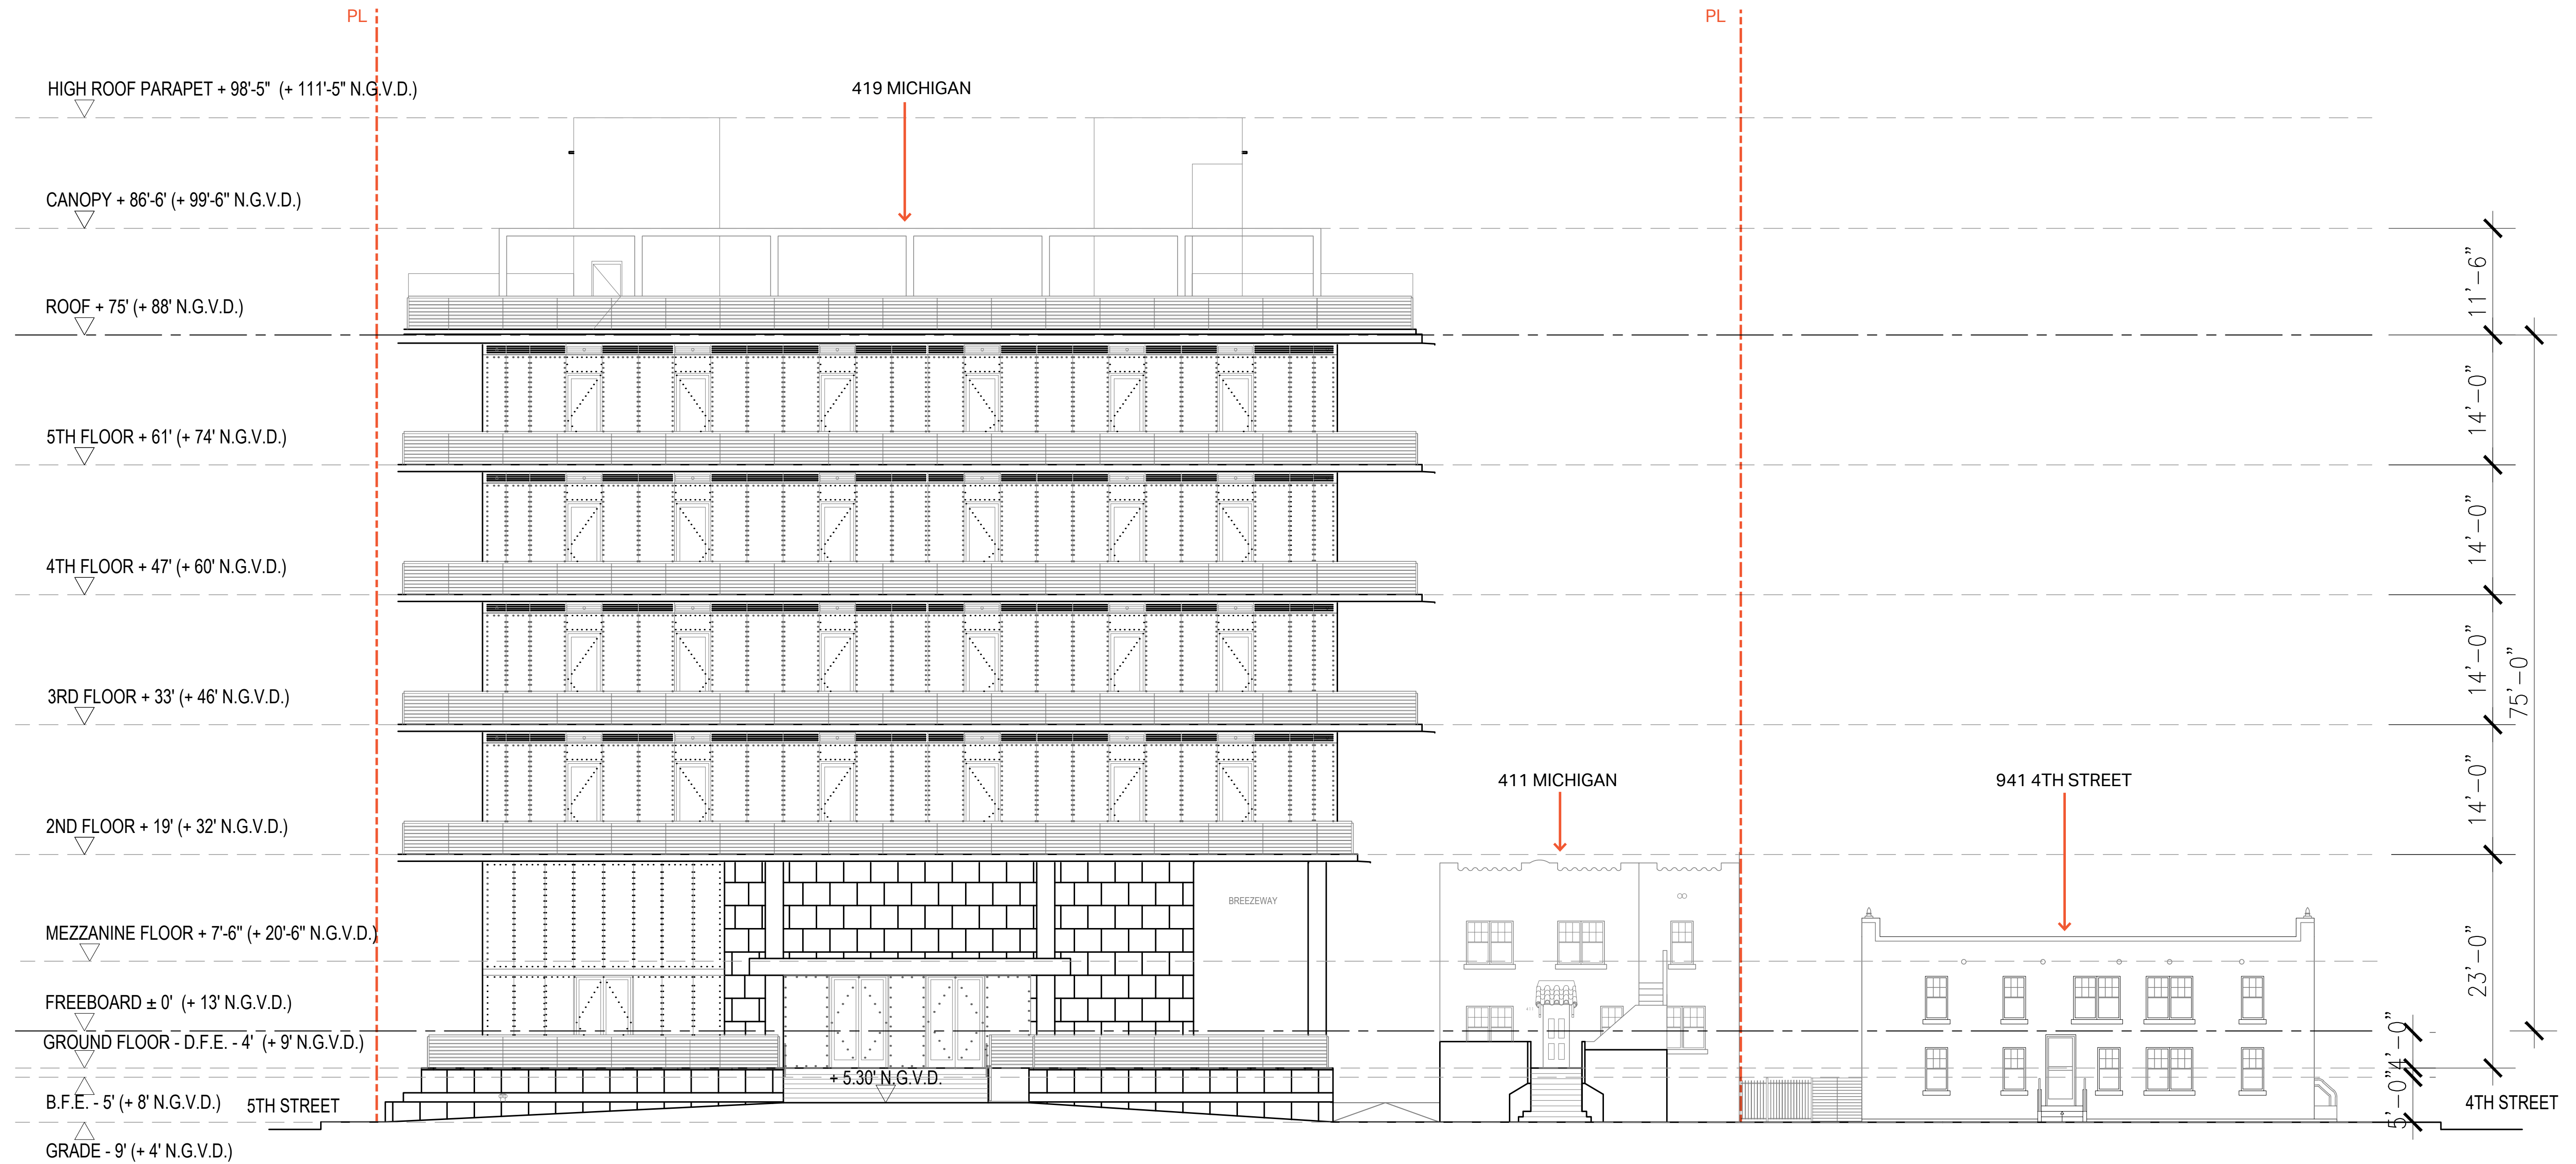 PL
PL
HIGH ROOF PARAPET + 98'-5" (+ 111'-5" N.G.V.D.)
419 MICHIGAN
CANOPY + 86'-6' (+ 99'-6" N.G.V.D.)
11'-6"
ROOF + 75' (+ 88' N.G.V.D.)
14'-0"
5TH FLOOR + 61' (+ 74' N.G.V.D.)
14'-0"
4TH FLOOR + 47' (+ 60' N.G.V.D.)
14'-0"
75'-0"
3RD FLOOR + 33' (+ 46' N.G.V.D.)
411 MICHIGAN
941 4TH STREET
14'-0"
2ND FLOOR + 19' (+ 32' N.G.V.D.)
BREEZEWAY
MEZZANINE FLOOR + 7'-6" (+ 20'-6" N.G.V.D.)
23'-0"
FREEBOARD ± 0' (+ 13' N.G.V.D.)
GROUND FLOOR - D.F.E. - 4' (+ 9' N.G.V.D.)
4'-0"
+ 5.30' N.G.V.D.
B.F.E. - 5' (+ 8' N.G.V.D.)
5TH STREET
5'-0"
4TH STREET
GRADE - 9' (+ 4' N.G.V.D.)